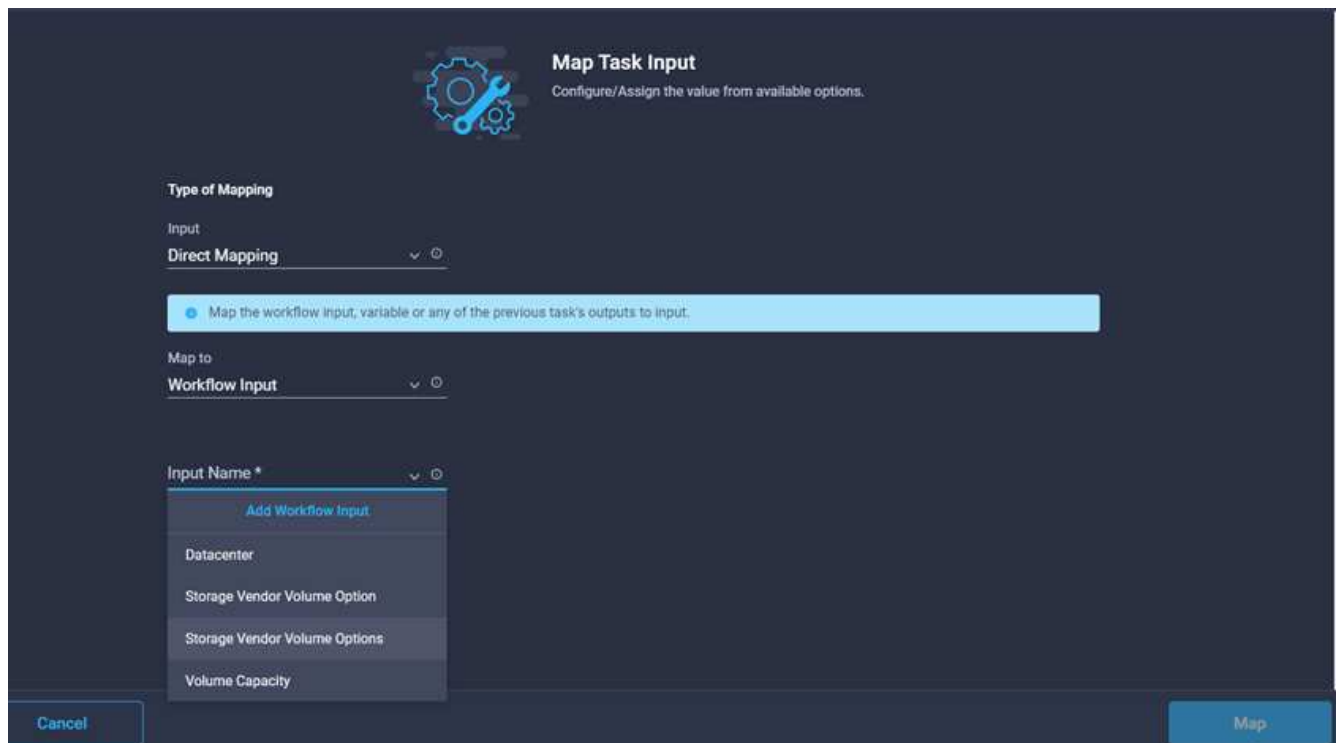 Map Task Input
Configure/Assign the value from available options.
Type of Mapping
Input
Direct Mapping
Map the workflow input, variable or any of the previous task's outputs to input.
Map to
Workflow Input
Input Name *
Add Workflow Input
Datacenter
Storage Vendor Volume Option
Storage Vendor Volume Options
Volume Capacity
Cancel
Map